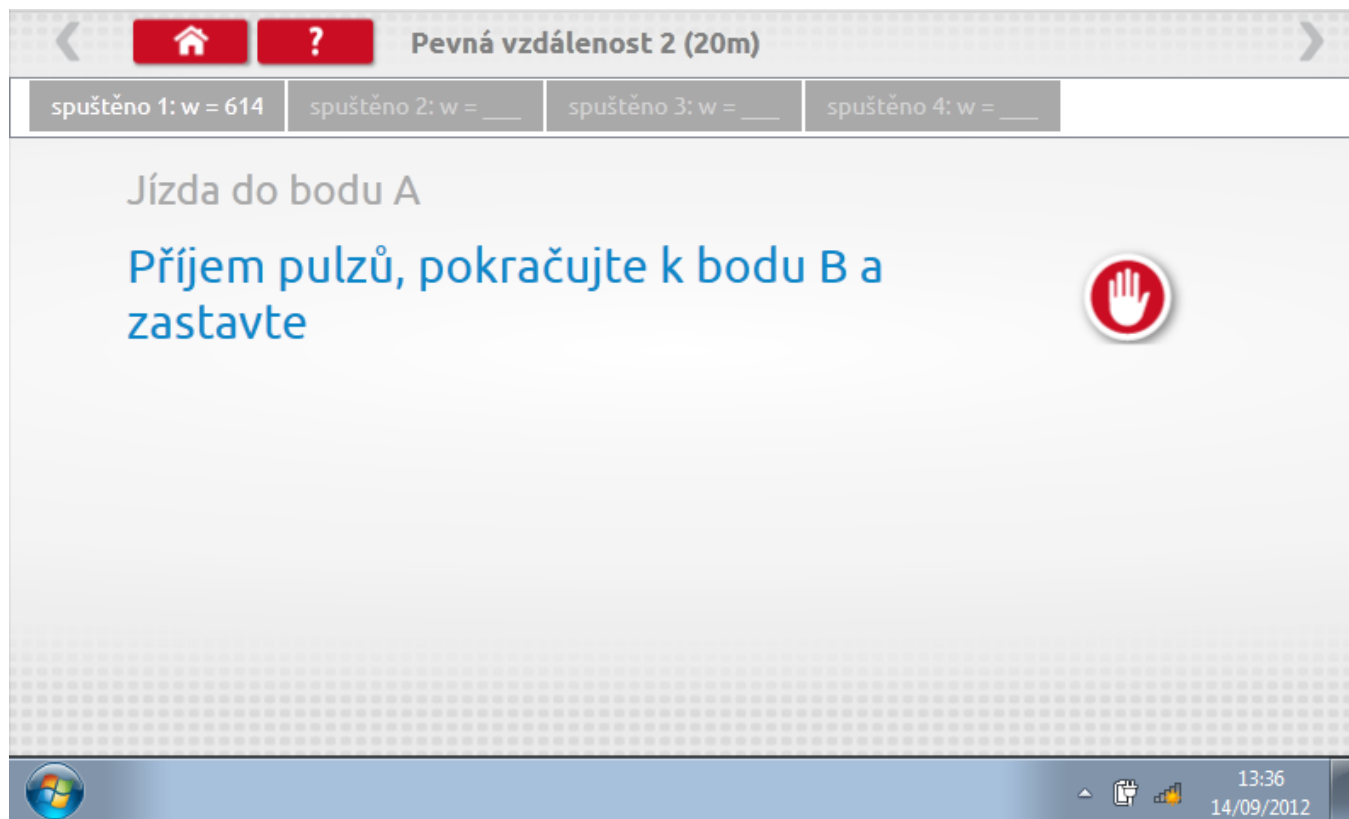 ? Pevná vzdálenost 2 (20m)
spuštěno 1: w = 614 spuštěno 2: w = ___ spuštěno 3: w = ___ spuštěno 4: w = ___
Jízda do bodu A
Příjem pulzů, pokračujte k bodu B a
zastavte
13:36
14/09/2012